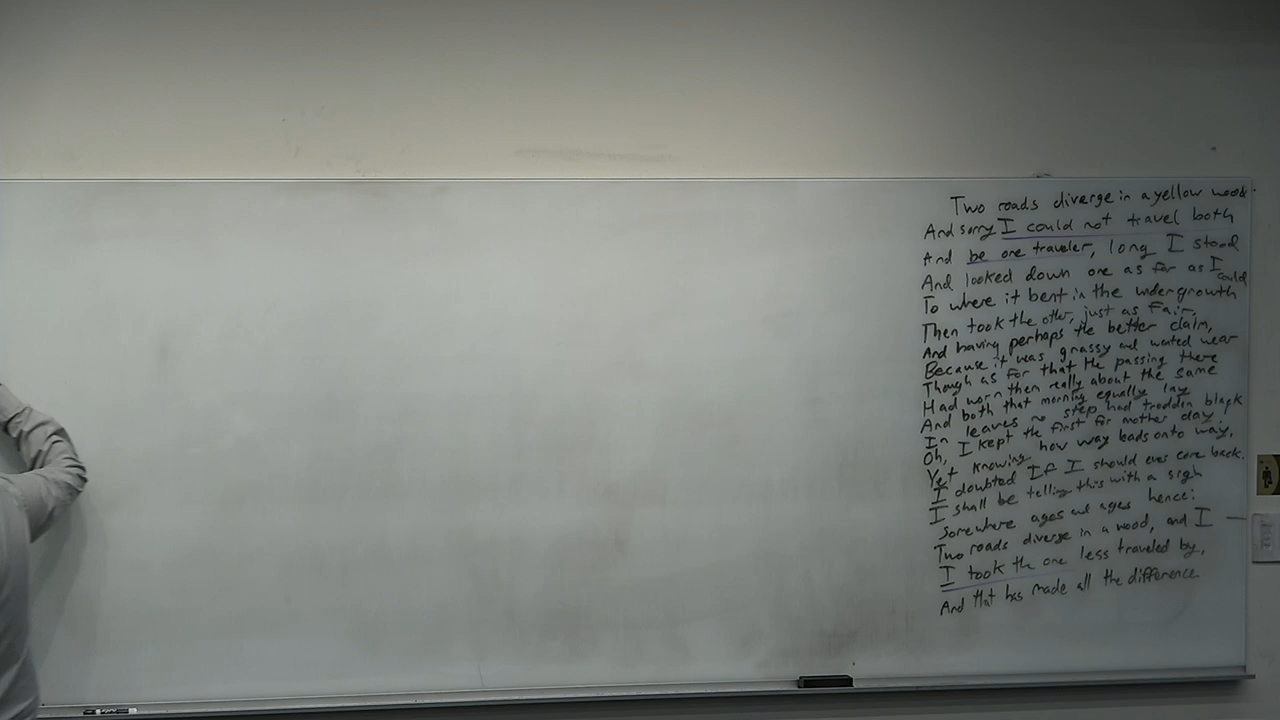 Two roads diverge in a yellow wood
And sorry I could not travel both
And be one traveler, long I stood
And looked down one as far as I could
To where it bent in the undergrowth
Then took the other, just as fair,
And having perhaps the better claim,
Because it was grassy and wanted wear
Though as for that the passing there
Had worn them really about the same
And both that morning equally lay
In leaves no step had trodden black
Oh, I kept the first for another day.
Yet knowing how way leads onto way,
I doubted If I should ever come back.
I shall be telling this with a sigh
Somewhere ages and ages hence:
Two roads diverge in a wood, and I —
I took the one less traveled by,
And that has made all the difference